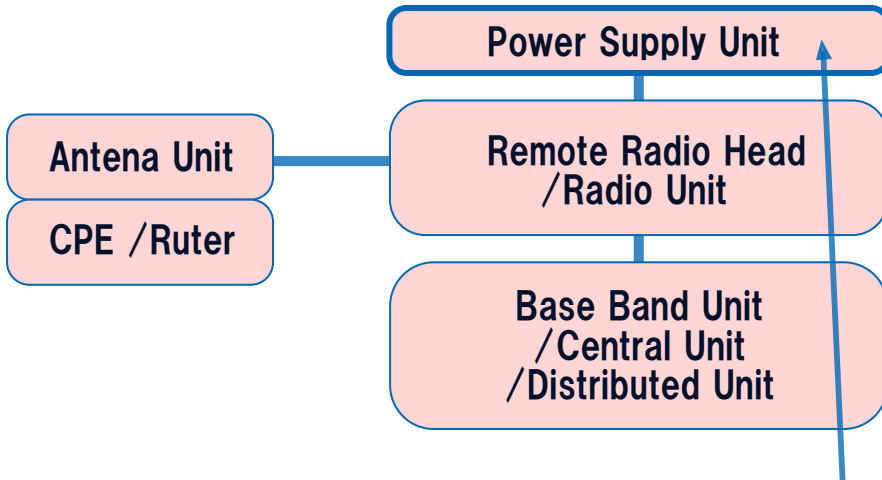 Power Supply Unit
Antena Unit
CPE /Ruter
Remote Radio Head
/Radio Unit
Base Band Unit
/Central Unit
/Distributed Unit